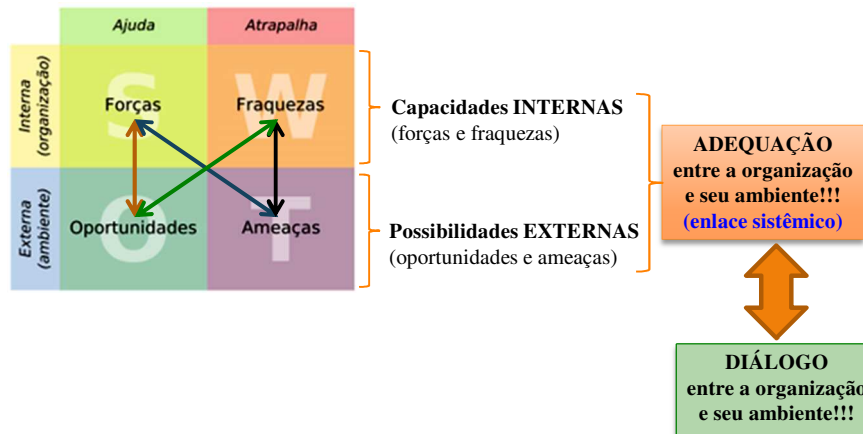 Ajuda
Atrapalha
Interna
(organização)
S
W
Forças
Fraquezas
Externa
(ambiente)
O
T
Oportunidades
Ameaças
Capacidades INTERNAS
(forças e fraquezas)
Possibilidades EXTERNAS
(oportunidades e ameaças)
ADEQUAÇÃO
entre a organização
e seu ambiente!!!
(enlace sistêmico)
DIÁLOGO
entre a organização
e seu ambiente!!!